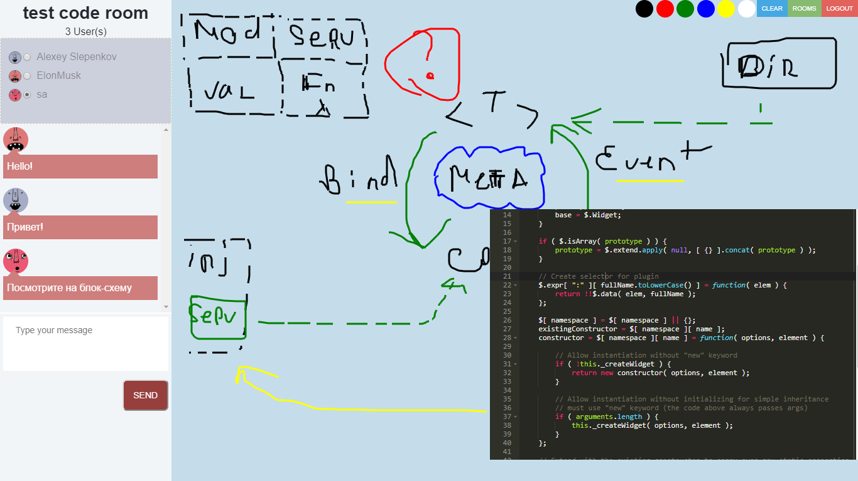 test code room
3 User(s)
Alexey Slepenkov
ElonMusk
sa
Hello!
Привет!
Посмотрите на блок-схему
Type your message
SEND
CLEAR
ROOMS
LOGOUT
Mod
Serv
val
!
DiR
< T >
Bind
Meta
Event
inj
Serv
14 base = $.Widget;
15 }
16
17 if ( $.isArray( prototype ) ) {
18 prototype = $.extend.apply( null, [ {} ].concat( prototype ) );
19 }
20
21 // Create selector for plugin
22 $.expr[ ":" ][ fullName.toLowerCase() ] = function( elem ) {
23 return !!$.data( elem, fullName );
24 };
25
26 $[ namespace ] = $[ namespace ] || {};
27 existingConstructor = $[ namespace ][ name ];
28 constructor = $[ namespace ][ name ] = function( options, element ) {
29
30 // Allow instantiation without "new" keyword
31 if ( !this._createWidget ) {
32 return new constructor( options, element );
33 }
34
35 // Allow instantiation without initializing for simple inheritance
36 // must use "new" keyword (the code above always passes args)
37 if ( arguments.length ) {
38 this._createWidget( options, element );
39 }
40 };
41